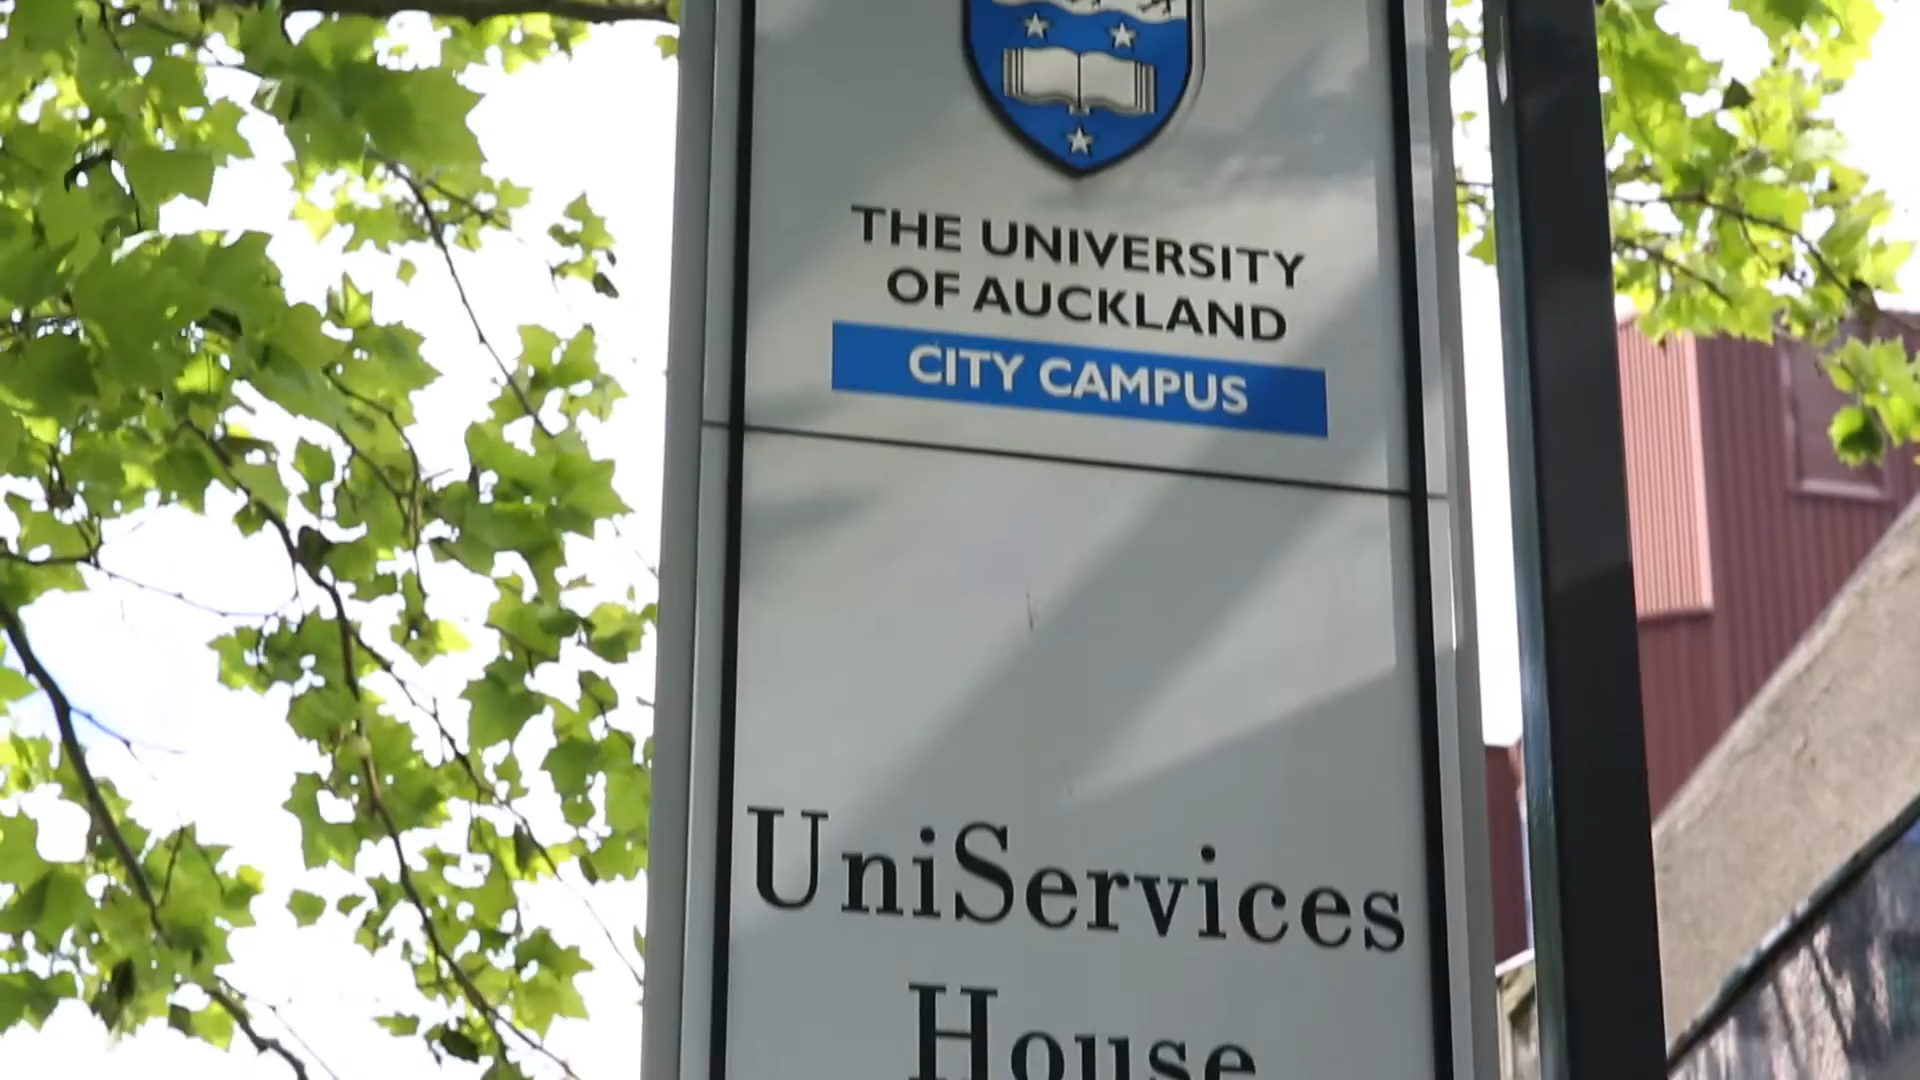 THE UNIVERSITY
OF AUCKLAND
CITY CAMPUS
UniServices
House